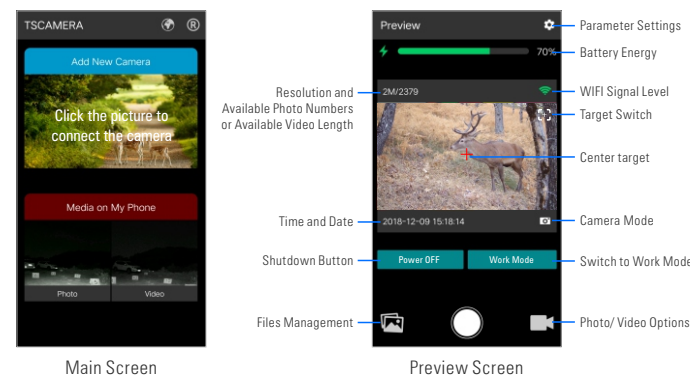 TSCAMERA
®
Add New Camera
Click the picture to
connect the camera
Media on My Phone
Photo
Video
Main Screen
Preview
Parameter Settings
70%
Battery Energy
Resolution and
Available Photo Numbers
or Available Video Length
2M/2379
WIFI Signal Level
Target Switch
Center target
Time and Date
2018-12-09 15:18:14
Camera Mode
Shutdown Button
Power OFF
Work Mode
Switch to Work Mode
Files Management
Photo/ Video Options
Preview Screen